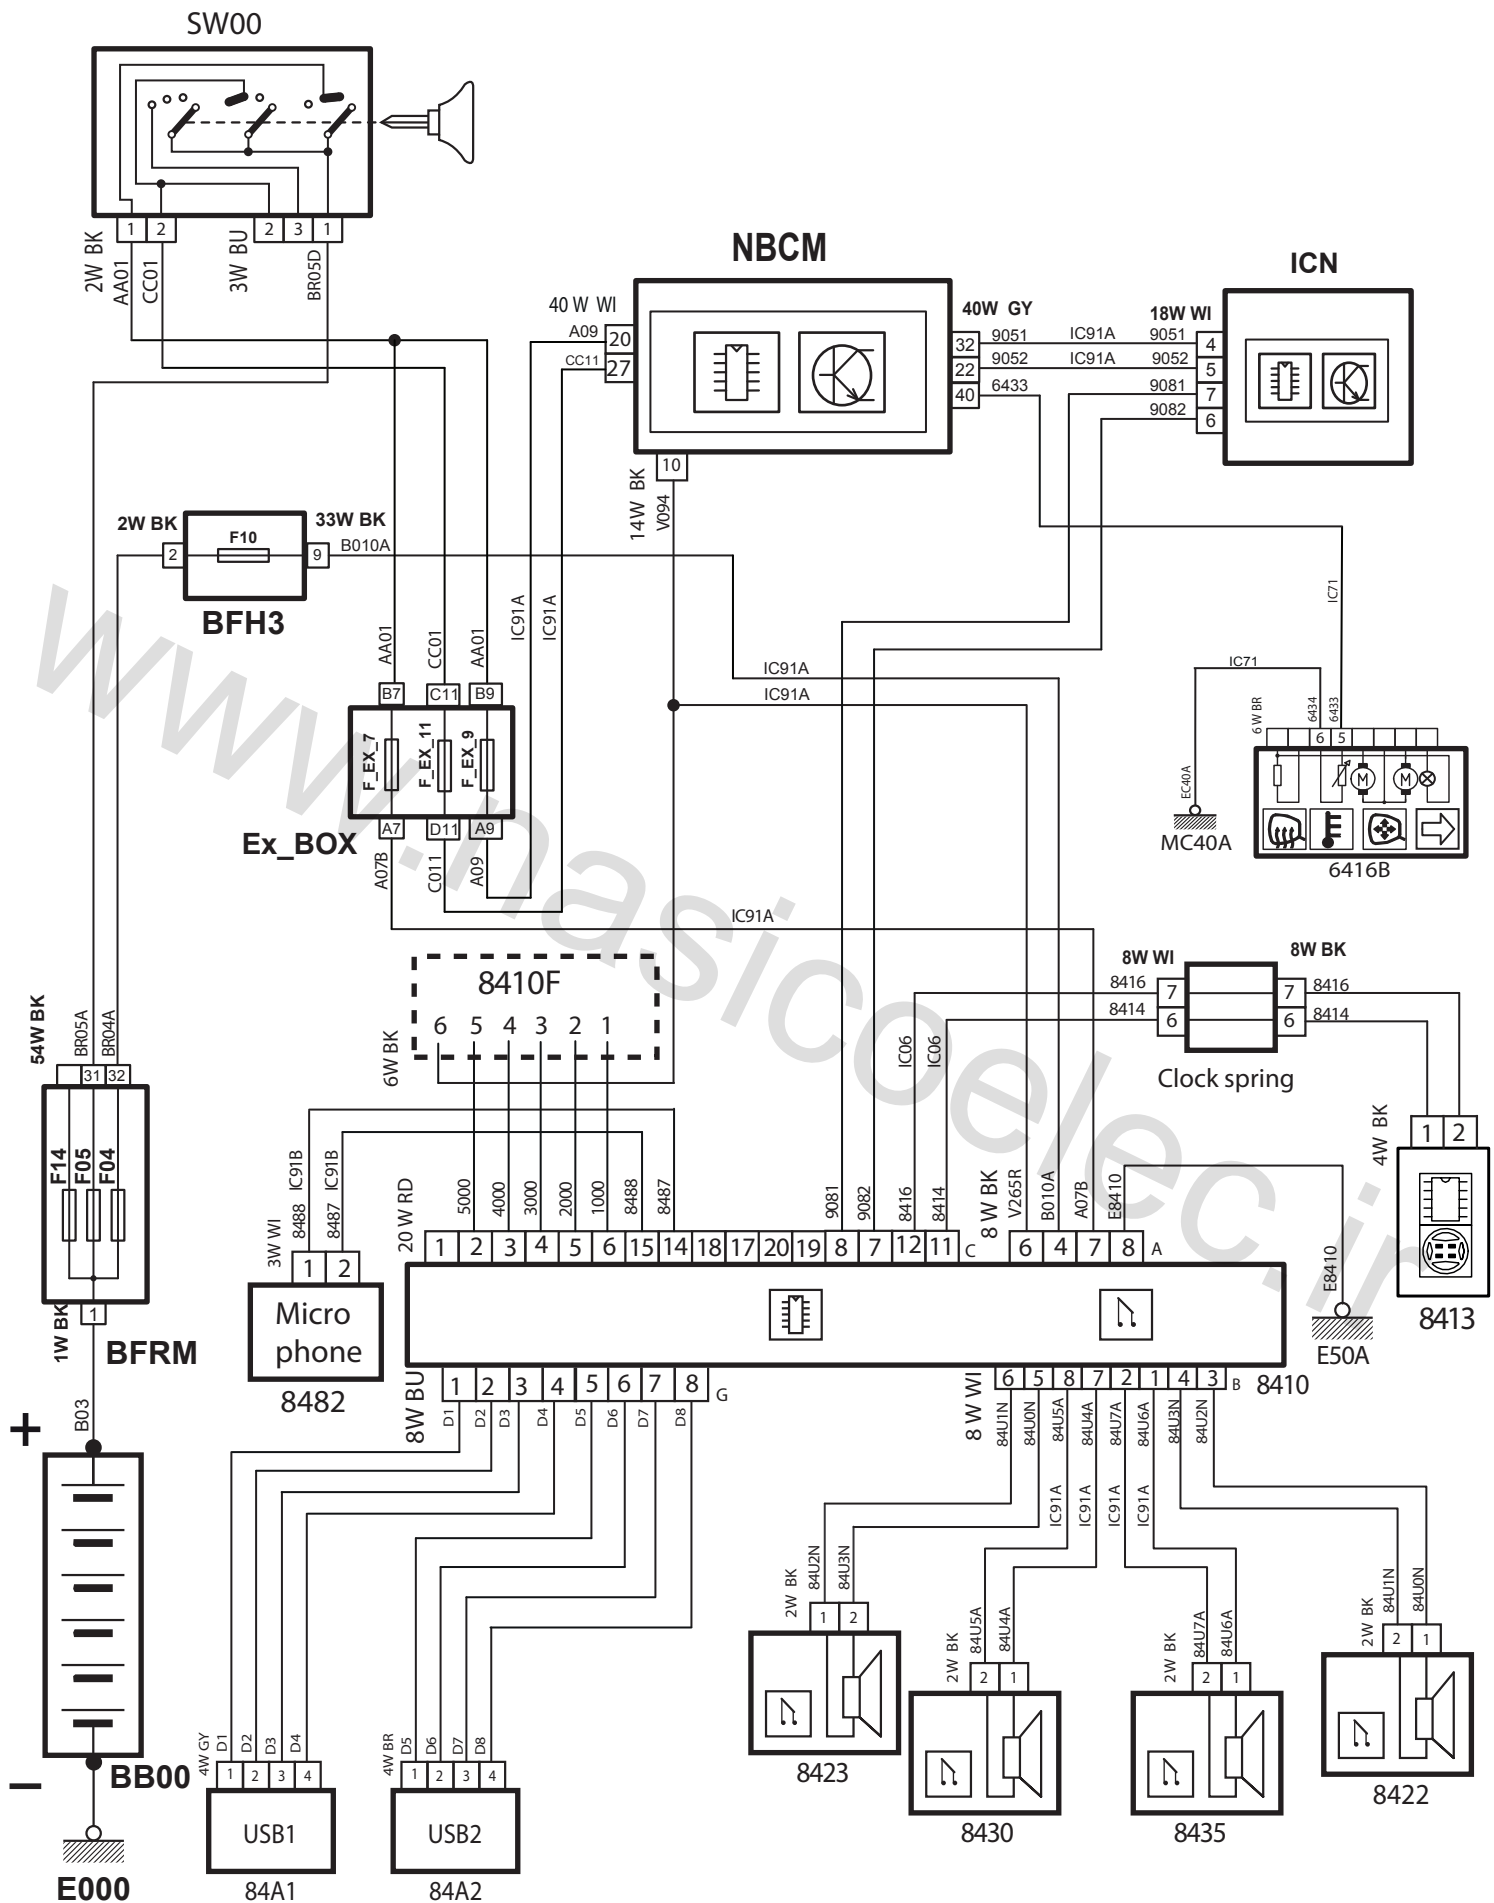 SW00
1 2 2 3 1
2W BK
AA01
CC01
3W BU
BR05D
NBCM
ICN
40 W WI
A09 20
CC11 27
40W GY
32 9051 IC91A
22 9052 IC91A
40 6433
18W WI
9051 4
9052 5
9081 7
9082 6
10
14W BK
V094
2W BK
2
F10
33W BK
9 B010A
BFH3
IC91A
IC91A
AA01
CC01
AA01
B7 C11 B9
F_EX_7
F_EX_11
F_EX_9
A7 D11 A9
Ex_BOX
A07B
C011
A09
IC91A
IC91A
IC91A
IC71
IC71
6 W BR
6434
6433
6 5
M M
EC40A
MC40A
6416B
www.nasicoelec.ir
8410F
6 5 4 3 2 1
6W BK
8W WI
8W BK
8416 7 7 8416
8414 6 6 8414
Clock spring
IC06
IC06
54W BK
BR05A
BR04A
31 32
F14
F05
F04
1
1W BK
BFRM
B03
+
−
BB00
E000
3W WI
8488 IC91B
8487 IC91B
1 2
Micro
phone
8482
20 W RD
5000
4000
3000
2000
1000
8488
8487
9081
9082
8416
8414
1 2 3 4 5 6 15 14 18 17 20 19 8 7 12 11 C
8 W BK
V265R
B010A
A07B
E8410
6 4 7 8 A
E8410
E50A
4W BK
1 2
8413
8W BU
1 2 3 4 5 6 7 8 G
D1 D2 D3 D4 D5 D6 D7 D8
8 W WI
6 5 8 7 2 1 4 3 B
8410
84U1N
84U0N
84U5A
84U4A
84U7A
84U6A
84U3N
84U2N
IC91A
IC91A
IC91A
IC91A
2W BK
84U2N
84U3N
1 2
8423
2W BK
84U5A
84U4A
2 1
8430
2W BK
84U7A
84U6A
2 1
8435
2W BK
84U1N
84U0N
2 1
8422
4W GY
D1 D2 D3 D4
1 2 3 4
USB1
84A1
4W BR
D5 D6 D7 D8
1 2 3 4
USB2
84A2